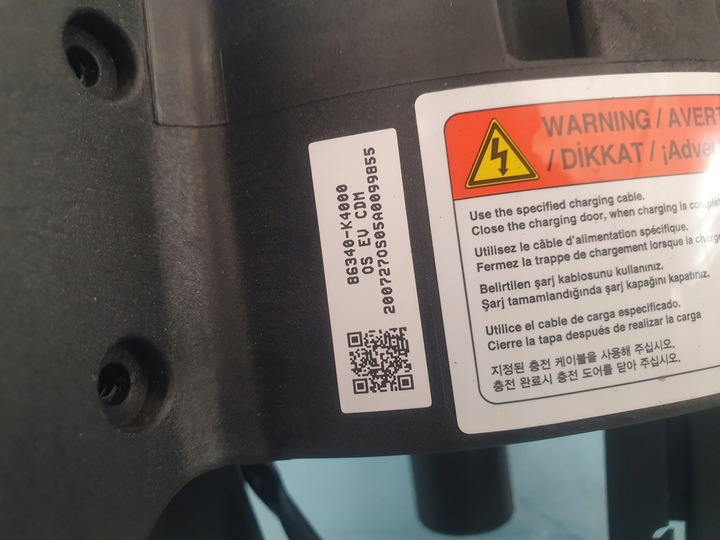 86340-K4000
OS EV CDM
200727OS05A0099855
WARNING / AVERT
/ DİKKAT / ¡Adver
Use the specified charging cable.
Close the charging door, when charging is complet
Utilisez le câble d'alimentation spécifique.
Fermez la trappe de chargement lorsque la charge
Belirtilen şarj kablosunu kullanınız.
Şarj tamamlandığında şarj kapağını kapatınız.
Utilice el cable de carga especificado.
Cierre la tapa después de realizar la carga
지정된 충전 케이블을 사용해 주십시오.
충전 완료시 충전 도어를 닫아 주십시오.